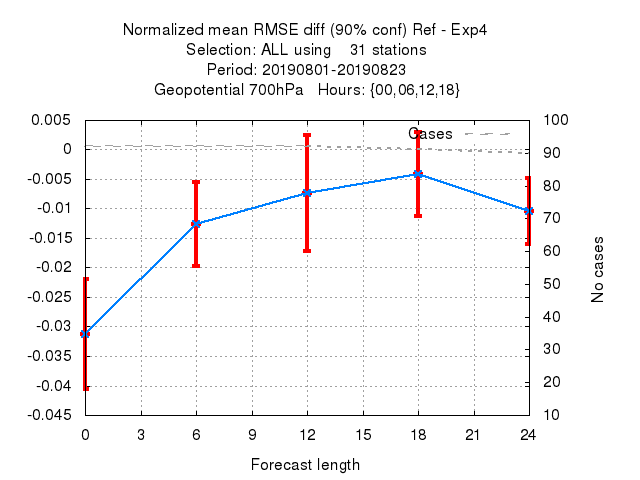 Normalized mean RMSE diff (90% conf) Ref - Exp4
Selection: ALL using    31 stations
Period: 20190801-20190823
Geopotential 700hPa   Hours: {00,06,12,18}
0.005
0
-0.005
-0.01
-0.015
-0.02
-0.025
-0.03
-0.035
-0.04
-0.045
Cases
100
90
80
70
60
50
40
30
20
10
No cases
0 3 6 9 12 15 18 21 24
Forecast length